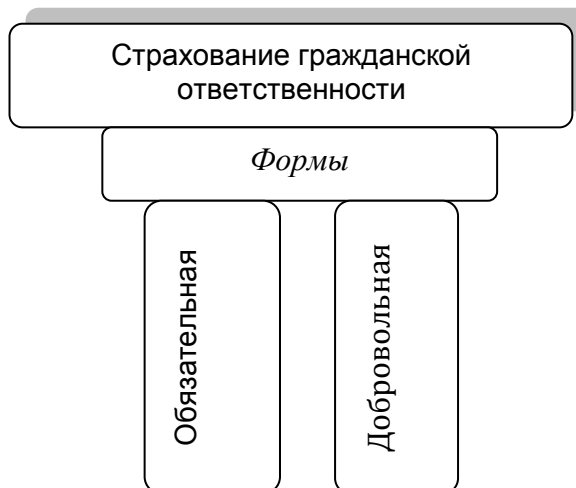 Страхование гражданской
ответственности
Формы
Обязательная
Добровольная